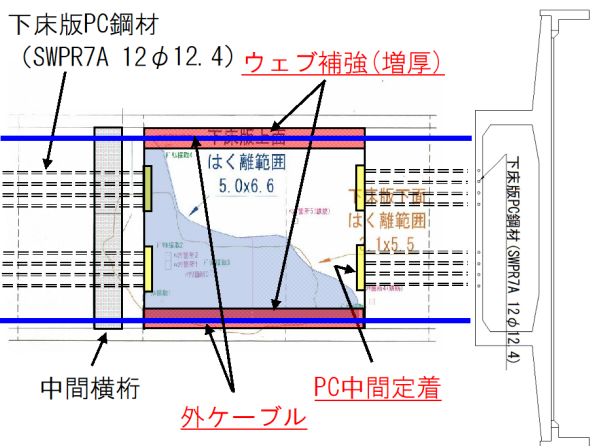 下床版PC鋼材
(SWPR7A 12φ12.4)
ウェブ補強(増厚)
下床版上面
はく離範囲
5.0x6.6
下床版下面
はく離範囲
1x5.5
下床版PC鋼材(SWPR7A 12φ12.4)
中間横桁
外ケーブル
PC中間定着